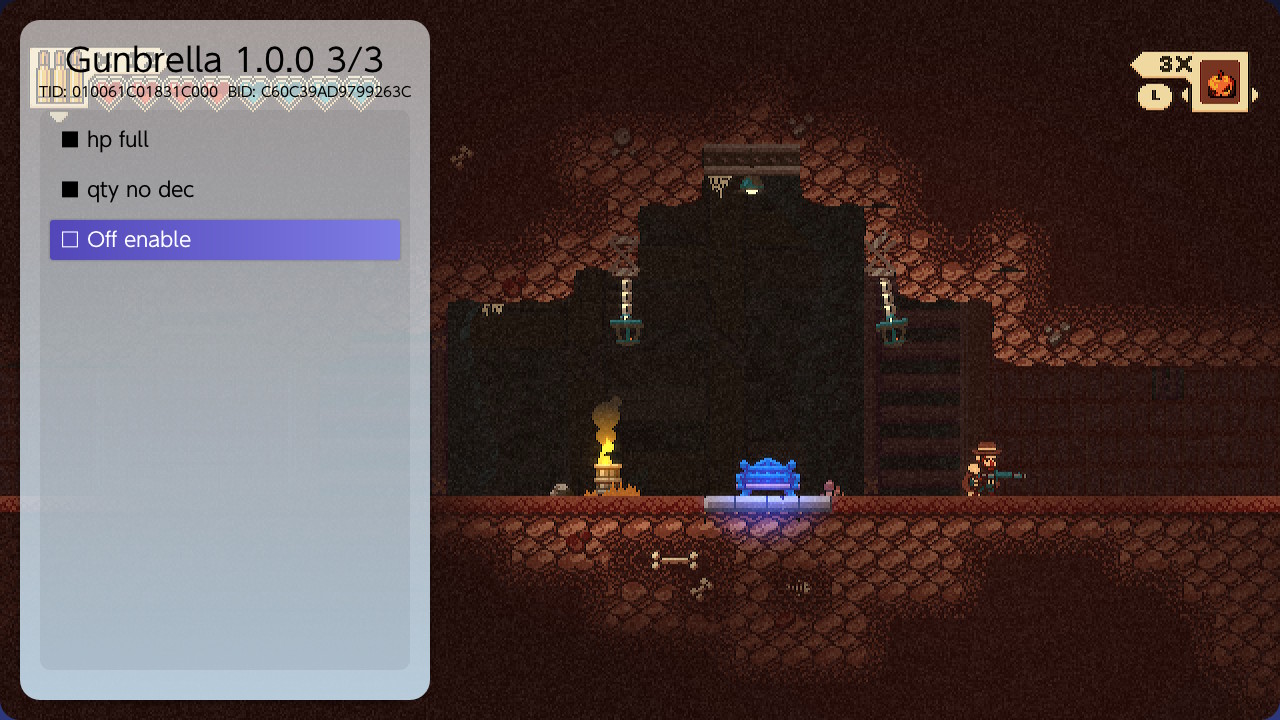 Gunbrella 1.0.0 3/3
TID: 010061C01831C000 BID: C60C39AD9799263C
hp full
qty no dec
Off enable
3X
L